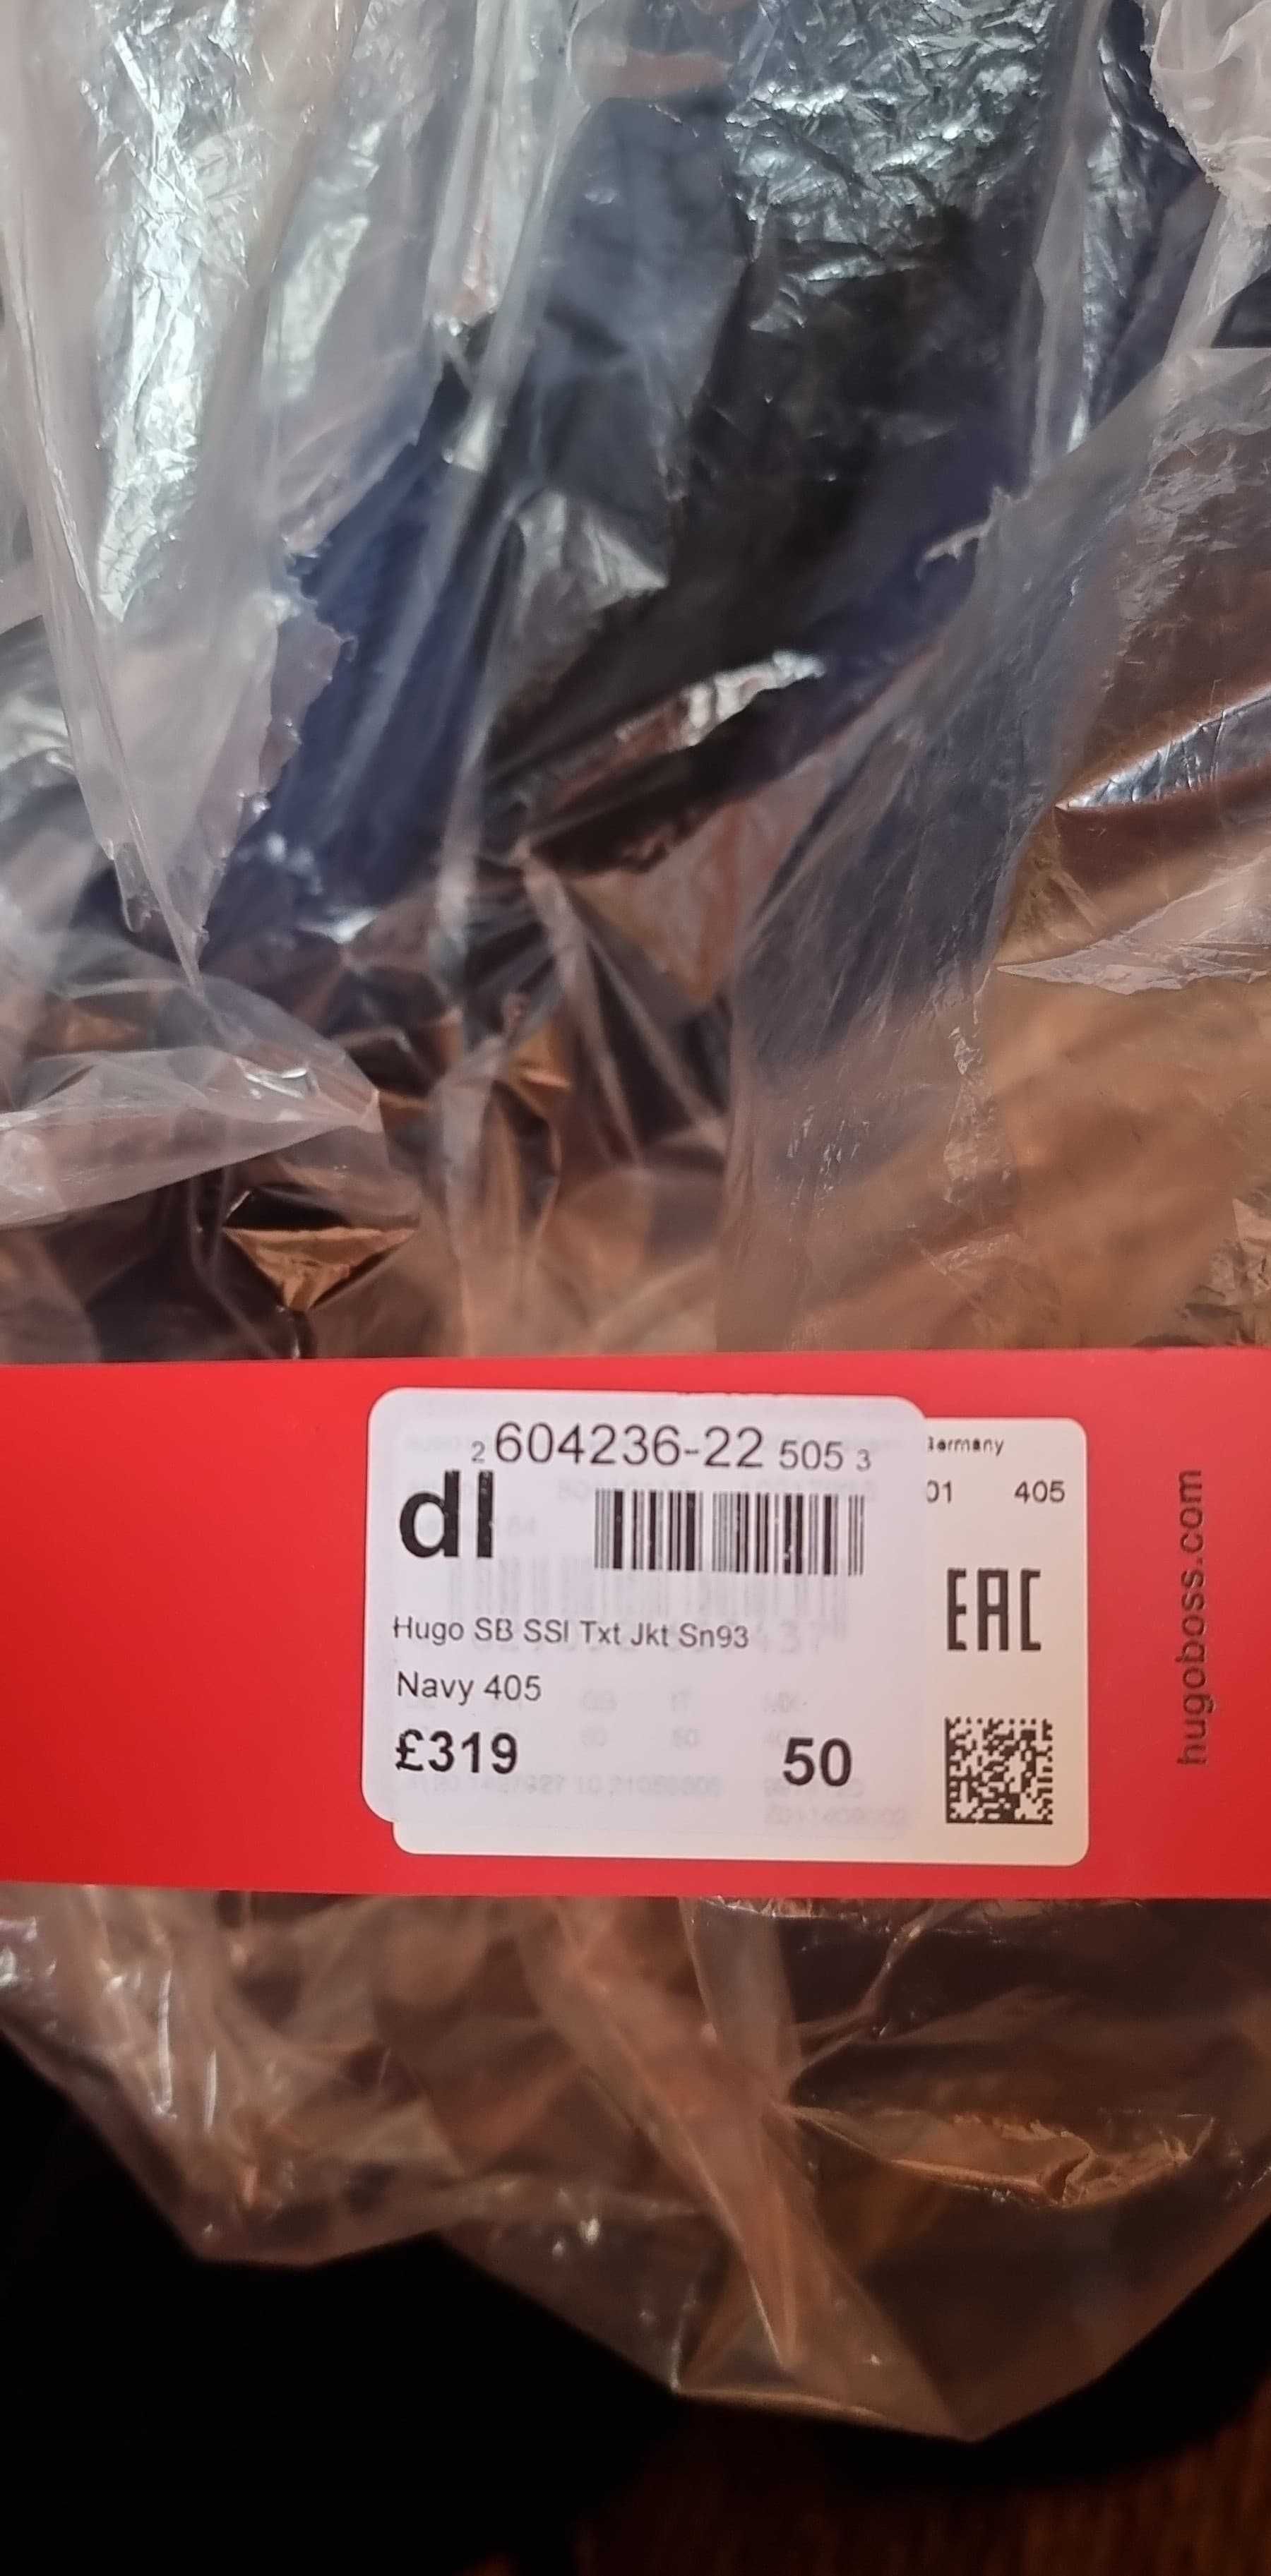 2 604236-22 505 3
dl
Hugo SB SSl Txt Jkt Sn93
Navy 405
£319
50
Germany
01 405
EAC
hugoboss.com